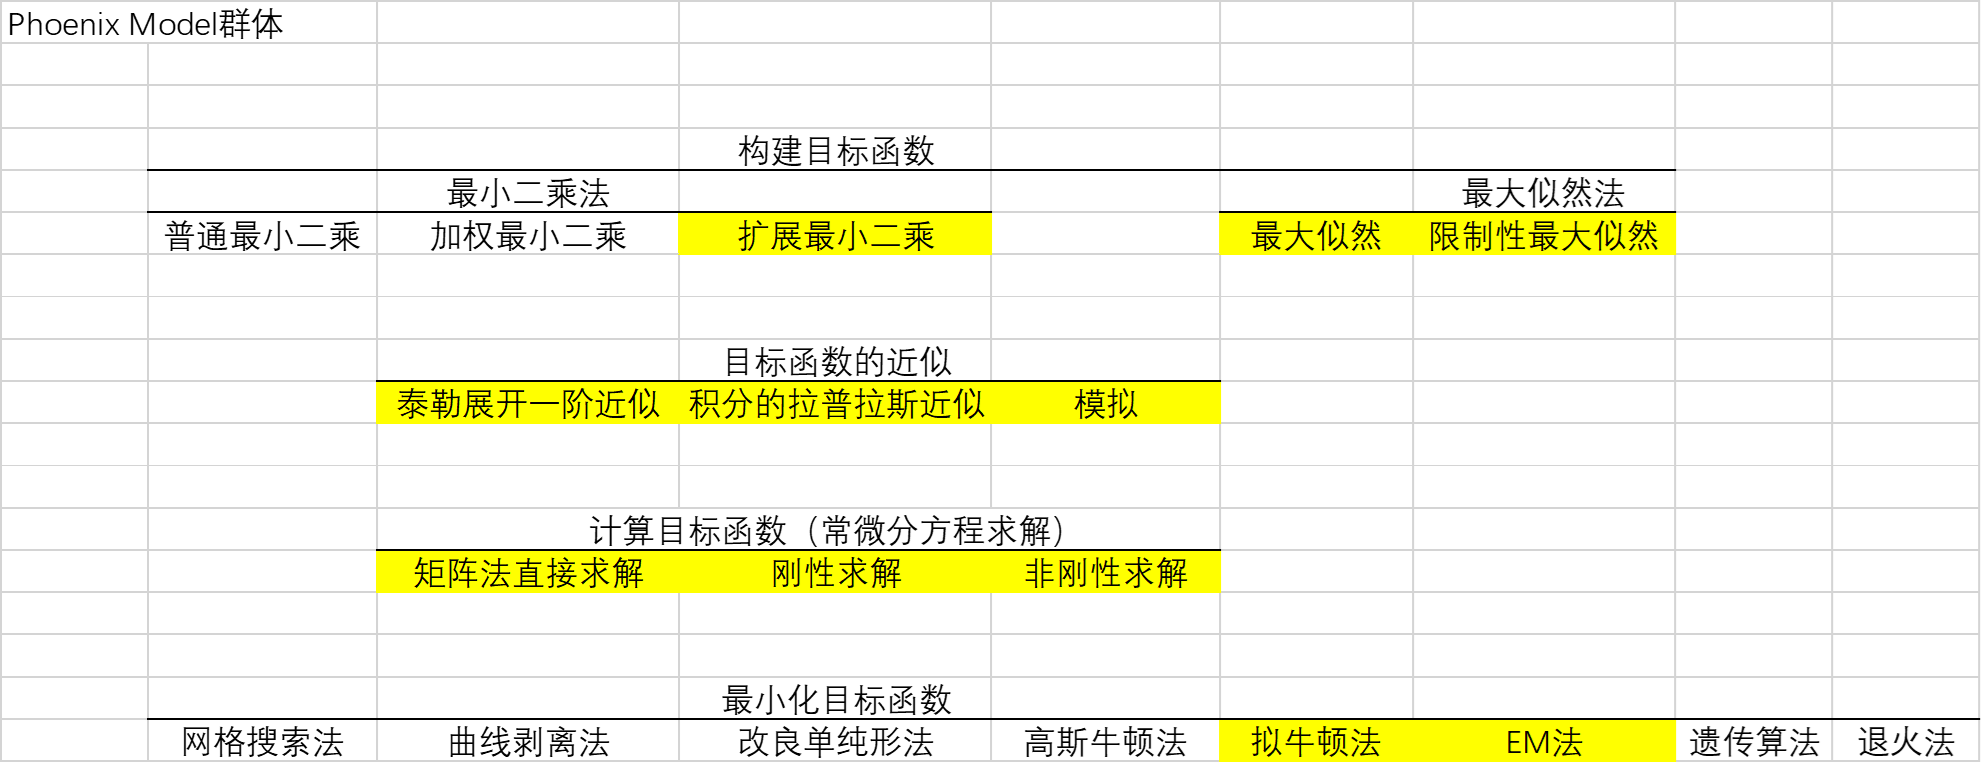 Phoenix Model群体
构建目标函数
最小二乘法 最大似然法
普通最小二乘 加权最小二乘 扩展最小二乘 最大似然 限制性最大似然
目标函数的近似
泰勒展开一阶近似 积分的拉普拉斯近似 模拟
计算目标函数（常微分方程求解）
矩阵法直接求解 刚性求解 非刚性求解
最小化目标函数
网格搜索法 曲线剥离法 改良单纯形法 高斯牛顿法 拟牛顿法 EM法 遗传算法 退火法